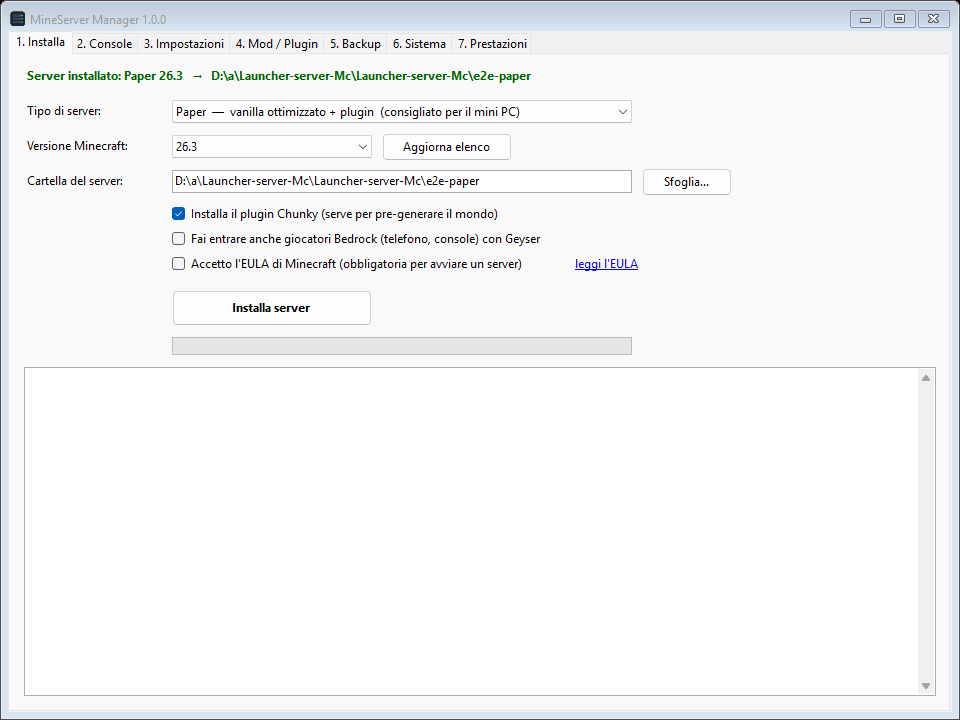 MineServer Manager 1.0.0
1. Installa 2. Console 3. Impostazioni 4. Mod / Plugin 5. Backup 6. Sistema 7. Prestazioni
Server installato: Paper 26.3 → D:\a\Launcher-server-Mc\Launcher-server-Mc\e2e-paper
Tipo di server: Paper — vanilla ottimizzato + plugin (consigliato per il mini PC)
Versione Minecraft: 26.3 Aggiorna elenco
Cartella del server: D:\a\Launcher-server-Mc\Launcher-server-Mc\e2e-paper Sfoglia...
Installa il plugin Chunky (serve per pre-generare il mondo)
Fai entrare anche giocatori Bedrock (telefono, console) con Geyser
Accetto l'EULA di Minecraft (obbligatoria per avviare un server) leggi l'EULA
Installa server